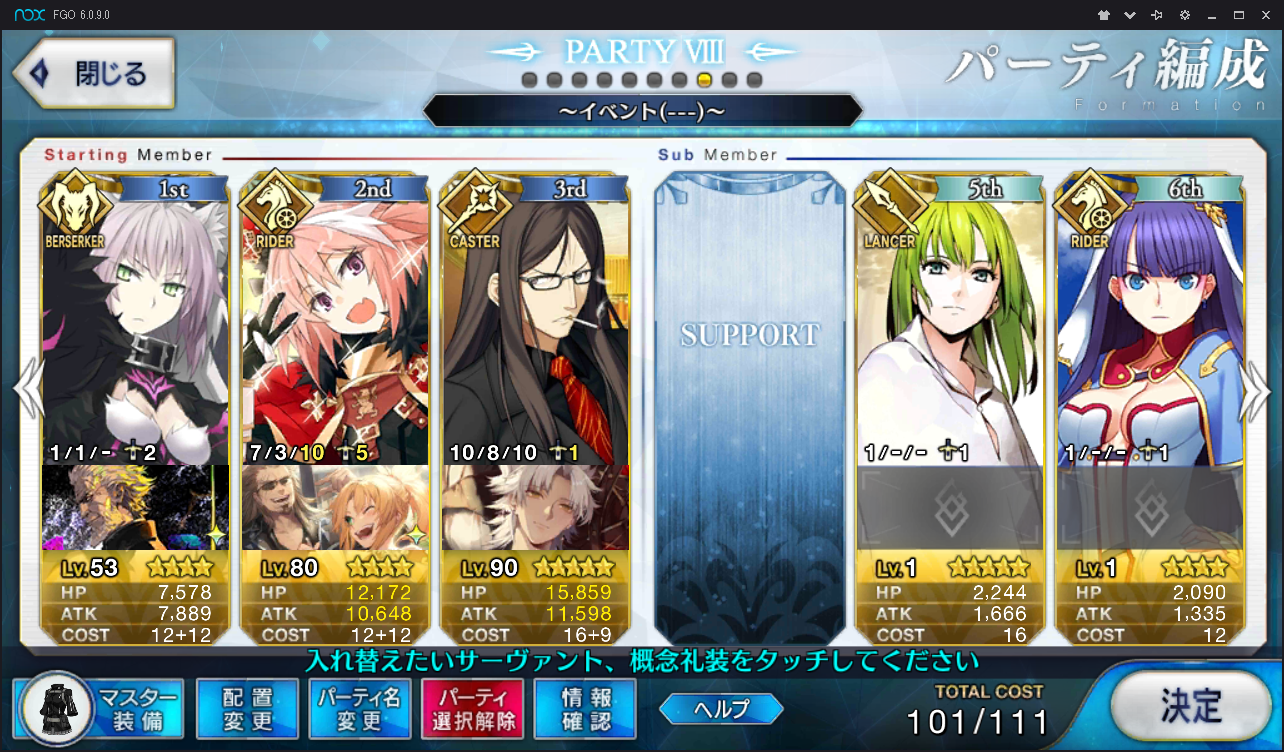 nox FGO 6.0.9.0
閉じる
PARTY VIII
パーティ編成
Formation
～イベント(---)～
Starting Member
Sub Member
1st
BERSERKER
1/1/- 2
Lv.53
HP 7,578
ATK 7,889
COST 12+12
2nd
RIDER
7/3/10 5
Lv.80
HP 12,172
ATK 10,648
COST 12+12
3rd
CASTER
10/8/10 1
Lv.90
HP 15,859
ATK 11,598
COST 16+9
SUPPORT
5th
LANCER
1/-/- 1
Lv.1
HP 2,244
ATK 1,666
COST 16
6th
RIDER
1/-/- 1
Lv.1
HP 2,090
ATK 1,335
COST 12
入れ替えたいサーヴァント、概念礼装をタッチしてください
マスター
装備
配置
変更
パーティ名
変更
パーティ
選択解除
情報
確認
ヘルプ
TOTAL COST
101/111
決定